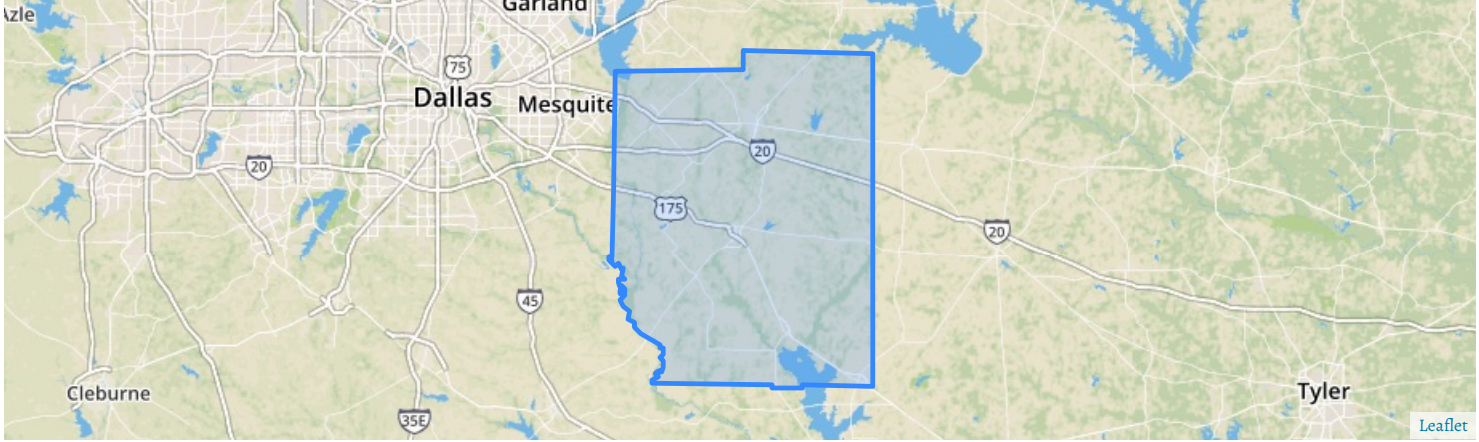 Azle
Garland
75
Dallas
Mesquite
20
20
175
20
45
Cleburne
Tyler
35E
Leaflet